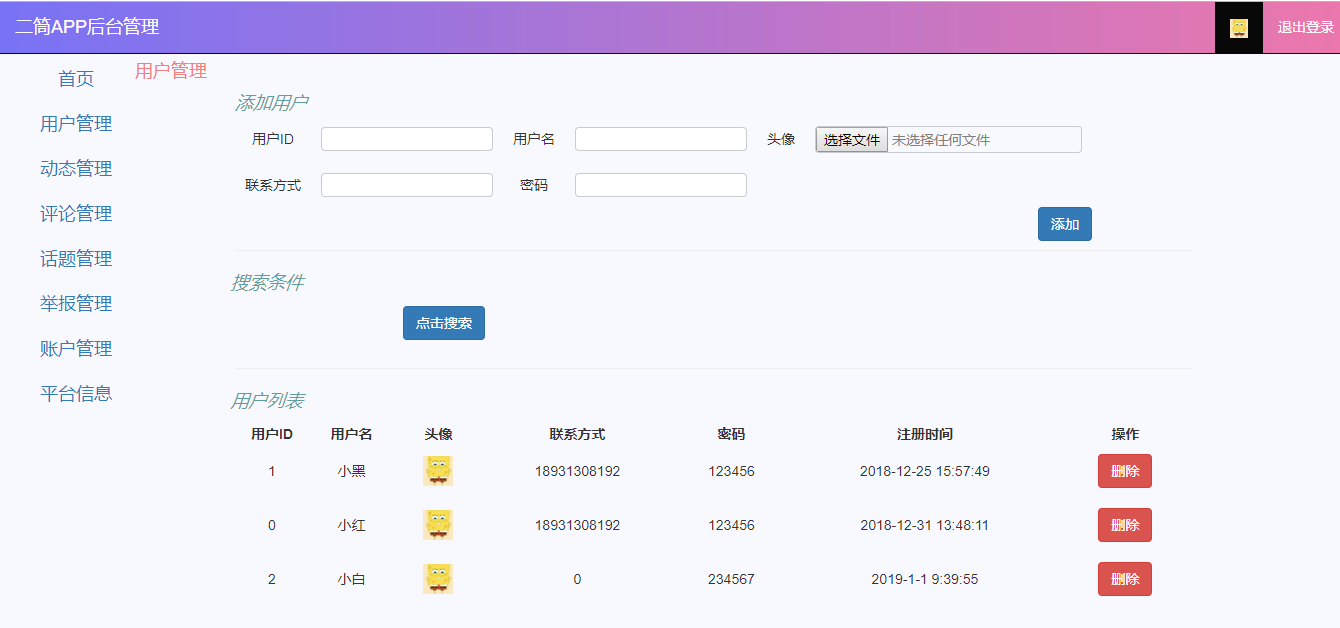 二筒APP后台管理 退出登录
首页
用户管理
动态管理
评论管理
话题管理
举报管理
账户管理
平台信息
用户管理
添加用户
用户ID 用户名 头像 选择文件 未选择任何文件
联系方式 密码
添加
搜索条件
点击搜索
用户列表
用户ID 用户名 头像 联系方式 密码 注册时间 操作
1 小黑 18931308192 123456 2018-12-25 15:57:49 删除
0 小红 18931308192 123456 2018-12-31 13:48:11 删除
2 小白 0 234567 2019-1-1 9:39:55 删除